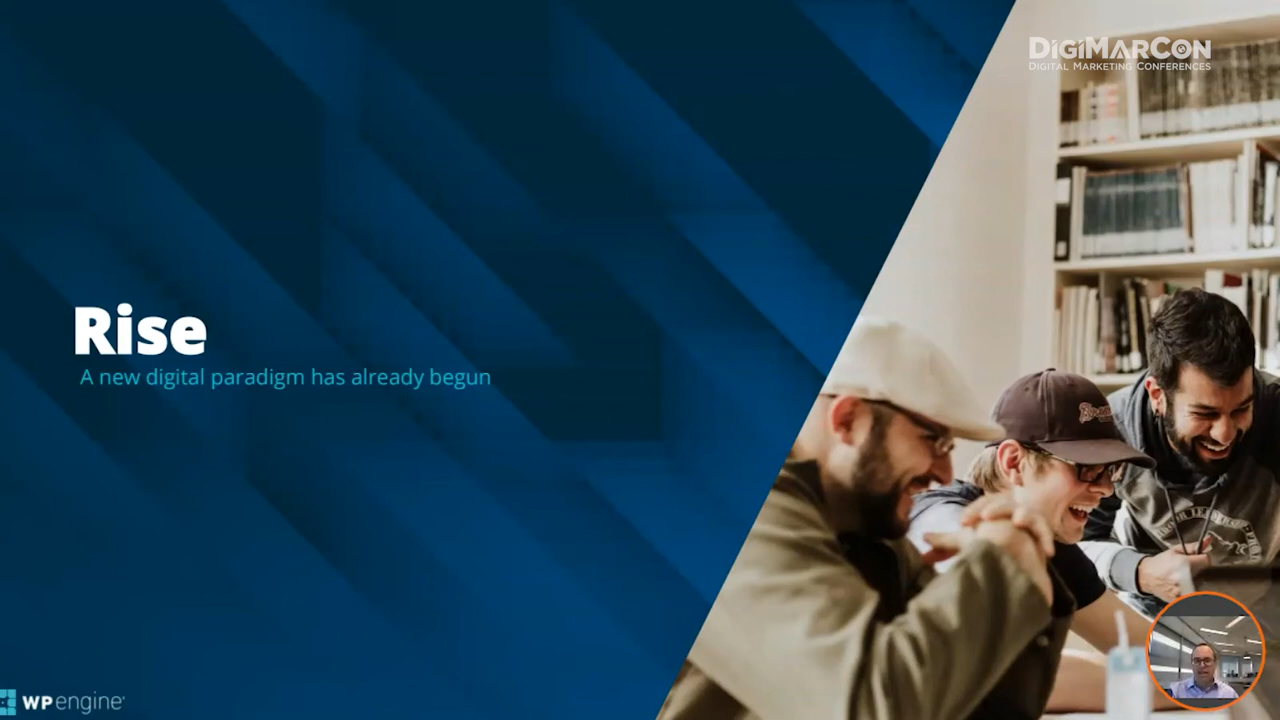 DIGIMARCON
DIGITAL MARKETING CONFERENCES
Rise
A new digital paradigm has already begun
WP engine